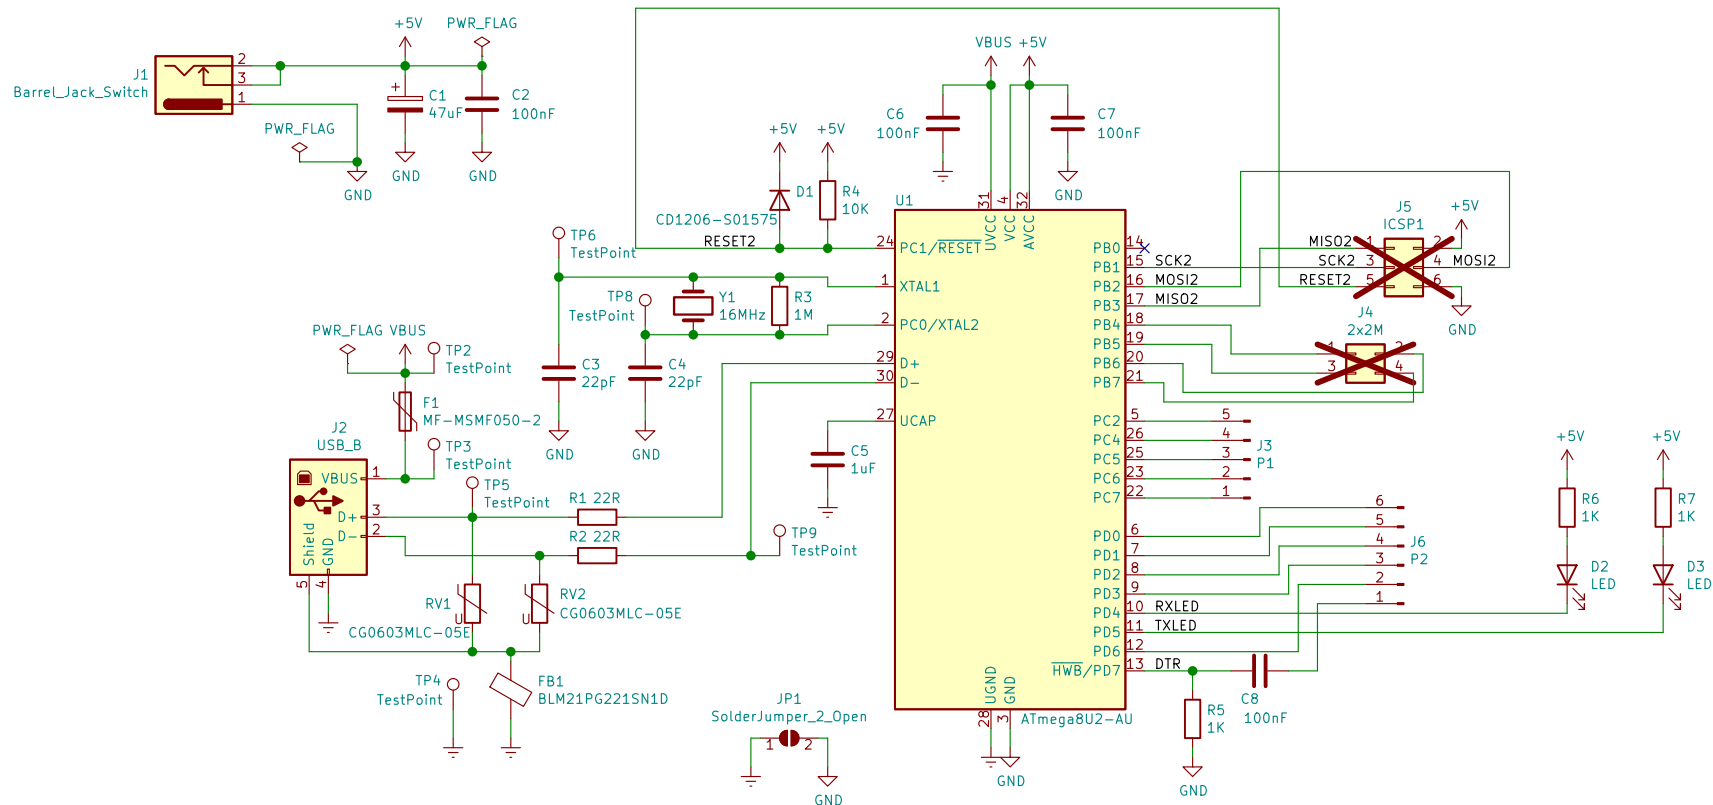 +5V
PWR_FLAG
J1
Barrel_Jack_Switch
2
3
1
+
C1
47uF
C2
100nF
PWR_FLAG
GND
GND
GND
VBUS +5V
C6
100nF
C7
100nF
GND
+5V
+5V
D1
CD1206-S01575
R4
10K
RESET2
TP6
TestPoint
TP8
TestPoint
Y1
16MHz
R3
1M
C3
22pF
C4
22pF
GND
GND
PWR_FLAG VBUS
TP2
TestPoint
F1
MF-MSMF050-2
TP3
TestPoint
J2
USB_B
VBUS
D+
D-
Shield
GND
1
3
2
5
4
TP5
TestPoint
R1 22R
R2 22R
TP9
TestPoint
RV1
U
CG0603MLC-05E
RV2
U
CG0603MLC-05E
TP4
TestPoint
FB1
BLM21PG221SN1D
JP1
SolderJumper_2_Open
1
2
GND
C5
1uF
U1
31
4
32
UVCC
VCC
AVCC
24
PC1/RESET
1
XTAL1
2
PC0/XTAL2
29
D+
30
D-
27
UCAP
PB0
14
PB1
15
SCK2
PB2
16
MOSI2
PB3
17
MISO2
PB4
18
PB5
19
PB6
20
PB7
21
PC2
5
PC4
26
PC5
25
PC6
23
PC7
22
PD0
6
PD1
7
PD2
8
PD3
9
PD4
10
RXLED
PD5
11
TXLED
PD6
12
HWB/PD7
13
DTR
UGND
GND
28
3
ATmega8U2-AU
GND
J5
ICSP1
+5V
MISO2
1
2
SCK2
3
4
MOSI2
RESET2
5
6
GND
J4
2x2M
1
2
3
4
5
4
3
2
1
J3
P1
6
5
4
3
2
1
J6
P2
C8
100nF
R5
1K
GND
+5V
R6
1K
D2
LED
+5V
R7
1K
D3
LED